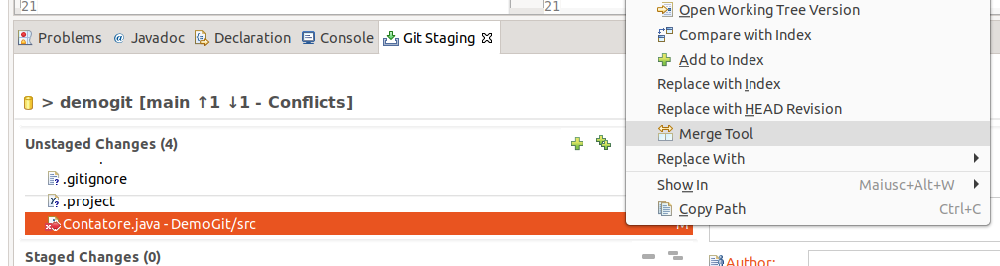 21
21
Problems @ Javadoc Declaration Console Git Staging
> demogit [main ↑1 ↓1 - Conflicts]
Unstaged Changes (4)
.gitignore
.project
Contatore.java - DemoGit/src
Staged Changes (0)
Open Working Tree Version
Compare with Index
Add to Index
Replace with Index
Replace with HEAD Revision
Merge Tool
Replace With
Show In Maiusc+Alt+W
Copy Path Ctrl+C
Author: